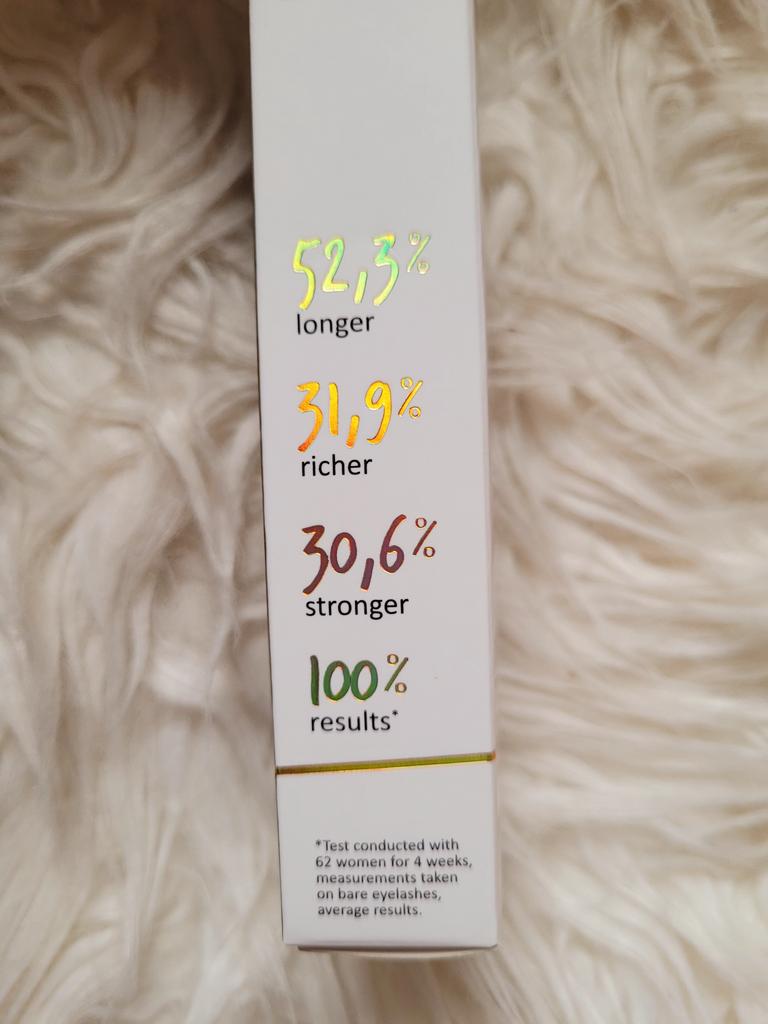 52,3%
longer
31,9%
richer
30,6%
stronger
100%
results*
*Test conducted with
62 women for 4 weeks,
measurements taken
on bare eyelashes,
average results.